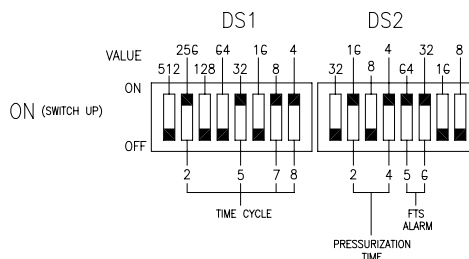 DS1 DS2
VALUE 256 64 16 4 16 4 32 8
512 128 32 8 32 8 64 16
ON
ON (SWITCH UP)
OFF
2 5 7 8 2 4 5 6
TIME CYCLE FTS
ALARM
PRESSURIZATION
TIME